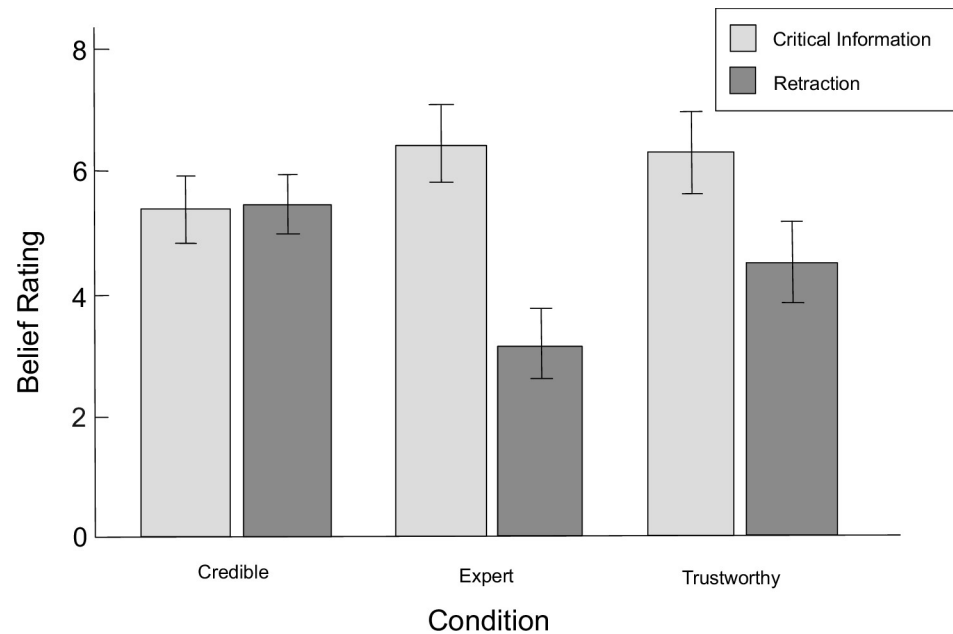 Critical Information
Retraction
8
6
4
2
0
Belief Rating
Credible
Expert
Trustworthy
Condition